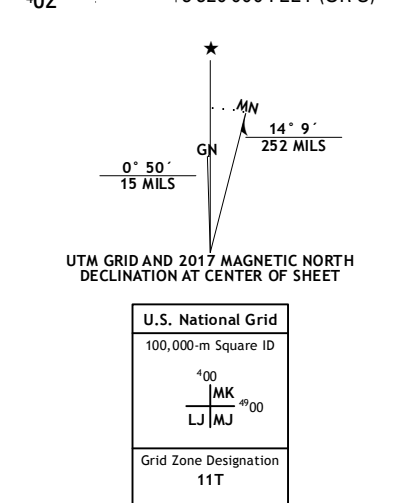 ★
MN
GN
14° 9´
252 MILS
0° 50´
15 MILS
UTM GRID AND 2017 MAGNETIC NORTH
DECLINATION AT CENTER OF SHEET
U.S. National Grid
100,000-m Square ID
⁴00
MK
⁴⁹00
LJ MJ
Grid Zone Designation
11T